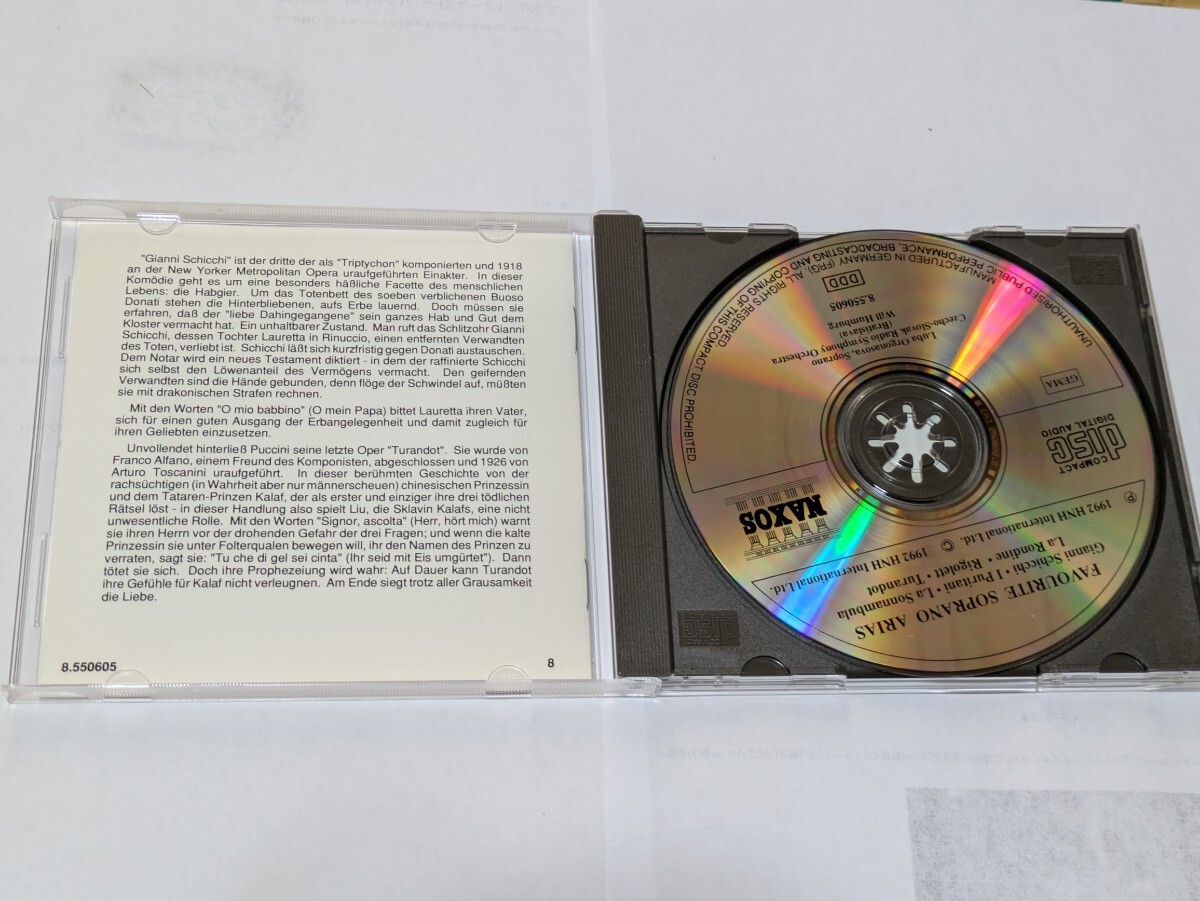 "Gianni Schicchi" ist der dritte der als "Triptychon" komponierten und 1918
an der New Yorker Metropolitan Opera uraufgeführten Einakter. In dieser
Komödie geht es um eine besonders häßliche Facette des menschlichen
Lebens: die Habgier. Um das Totenbett des soeben verblichenen Buoso
Donati stehen die Hinterbliebenen, aufs Erbe lauernd. Doch müssen sie
erfahren, daß der "liebe Dahingegangene" sein ganzes Hab und Gut dem
Kloster vermacht hat. Ein unhaltbarer Zustand. Man ruft das Schlitzohr Gianni
Schicchi, dessen Tochter Lauretta in Rinuccio, einen entfernten Verwandten
des Toten, verliebt ist. Schicchi läßt sich kurzfristig gegen Donati austauschen.
Dem Notar wird ein neues Testament diktiert - in dem der raffinierte Schicchi
sich selbst den Löwenanteil des Vermögens vermacht. Den geifernden
Verwandten sind die Hände gebunden, denn flöge der Schwindel auf, müßten
sie mit drakonischen Strafen rechnen.
Mit den Worten "O mio babbino" (O mein Papa) bittet Lauretta ihren Vater,
sich für einen guten Ausgang der Erbangelegenheit und damit zugleich für
ihren Geliebten einzusetzen.
Unvollendet hinterließ Puccini seine letzte Oper "Turandot". Sie wurde von
Franco Alfano, einem Freund des Komponisten, abgeschlossen und 1926 von
Arturo Toscanini uraufgeführt. In dieser berühmten Geschichte von der
rachsüchtigen (in Wahrheit aber nur männerscheuen) chinesischen Prinzessin
und dem Tataren-Prinzen Kalaf, der als erster und einziger ihre drei tödlichen
Rätsel löst - in dieser Handlung also spielt Liu, die Sklavin Kalafs, eine nicht
unwesentliche Rolle. Mit den Worten "Signor, ascolta" (Herr, hört mich) warnt
sie ihren Herrn vor der drohenden Gefahr der drei Fragen; und wenn die kalte
Prinzessin sie unter Folterqualen bewegen will, ihr den Namen des Prinzen zu
verraten, sagt sie: "Tu che di gel sei cinta" (Ihr seid mit Eis umgürtet"). Dann
tötet sie sich. Doch ihre Prophezeiung wird wahr: Auf Dauer kann Turandot
ihre Gefühle für Kalaf nicht verleugnen. Am Ende siegt trotz aller Grausamkeit
die Liebe.
8.550605
8
FAVOURITE SOPRANO ARIAS
Gianni Schicchi • I Puritani • La Sonnambula
La Rondine • Rigolett • Turandot
℗ 1992 HNH International Ltd. © 1992 HNH International Ltd.
NAXOS
COMPACT
disc
DIGITAL AUDIO
GEMA
Luba Orgonasova, Soprano
Czecho-Slovak Radio Symphony Orchestra
(Bratislava)
Will Humburg
8.550605
DDD
MANUFACTURED IN GERMANY (FRG). ALL RIGHTS RESERVED.
UNAUTHORISED PUBLIC PERFORMANCE, BROADCASTING AND COPYING OF THIS COMPACT DISC PROHIBITED.